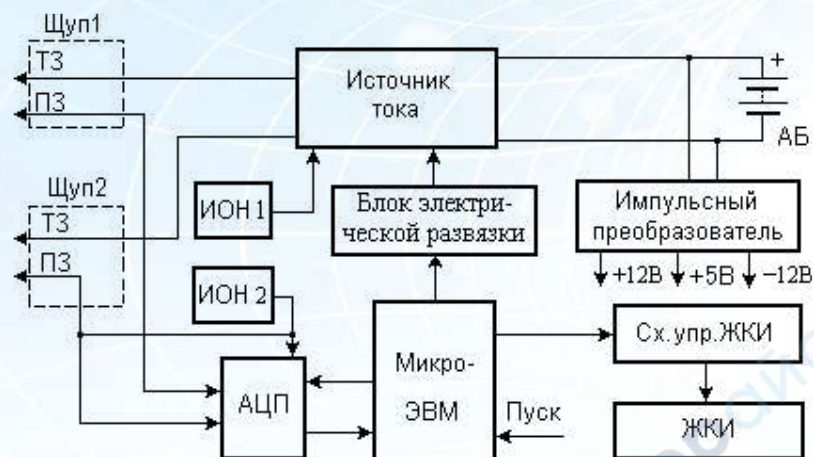 Щуп1
ТЗ
ПЗ
Источник
тока
+
АБ
Щуп2
ТЗ
ПЗ
ИОН 1
Блок электри-
ческой развязки
Импульсный
преобразователь
+12В +5В −12В
ИОН 2
АЦП
Микро-
ЭВМ
Пуск
Сх.упр.ЖКИ
ЖКИ